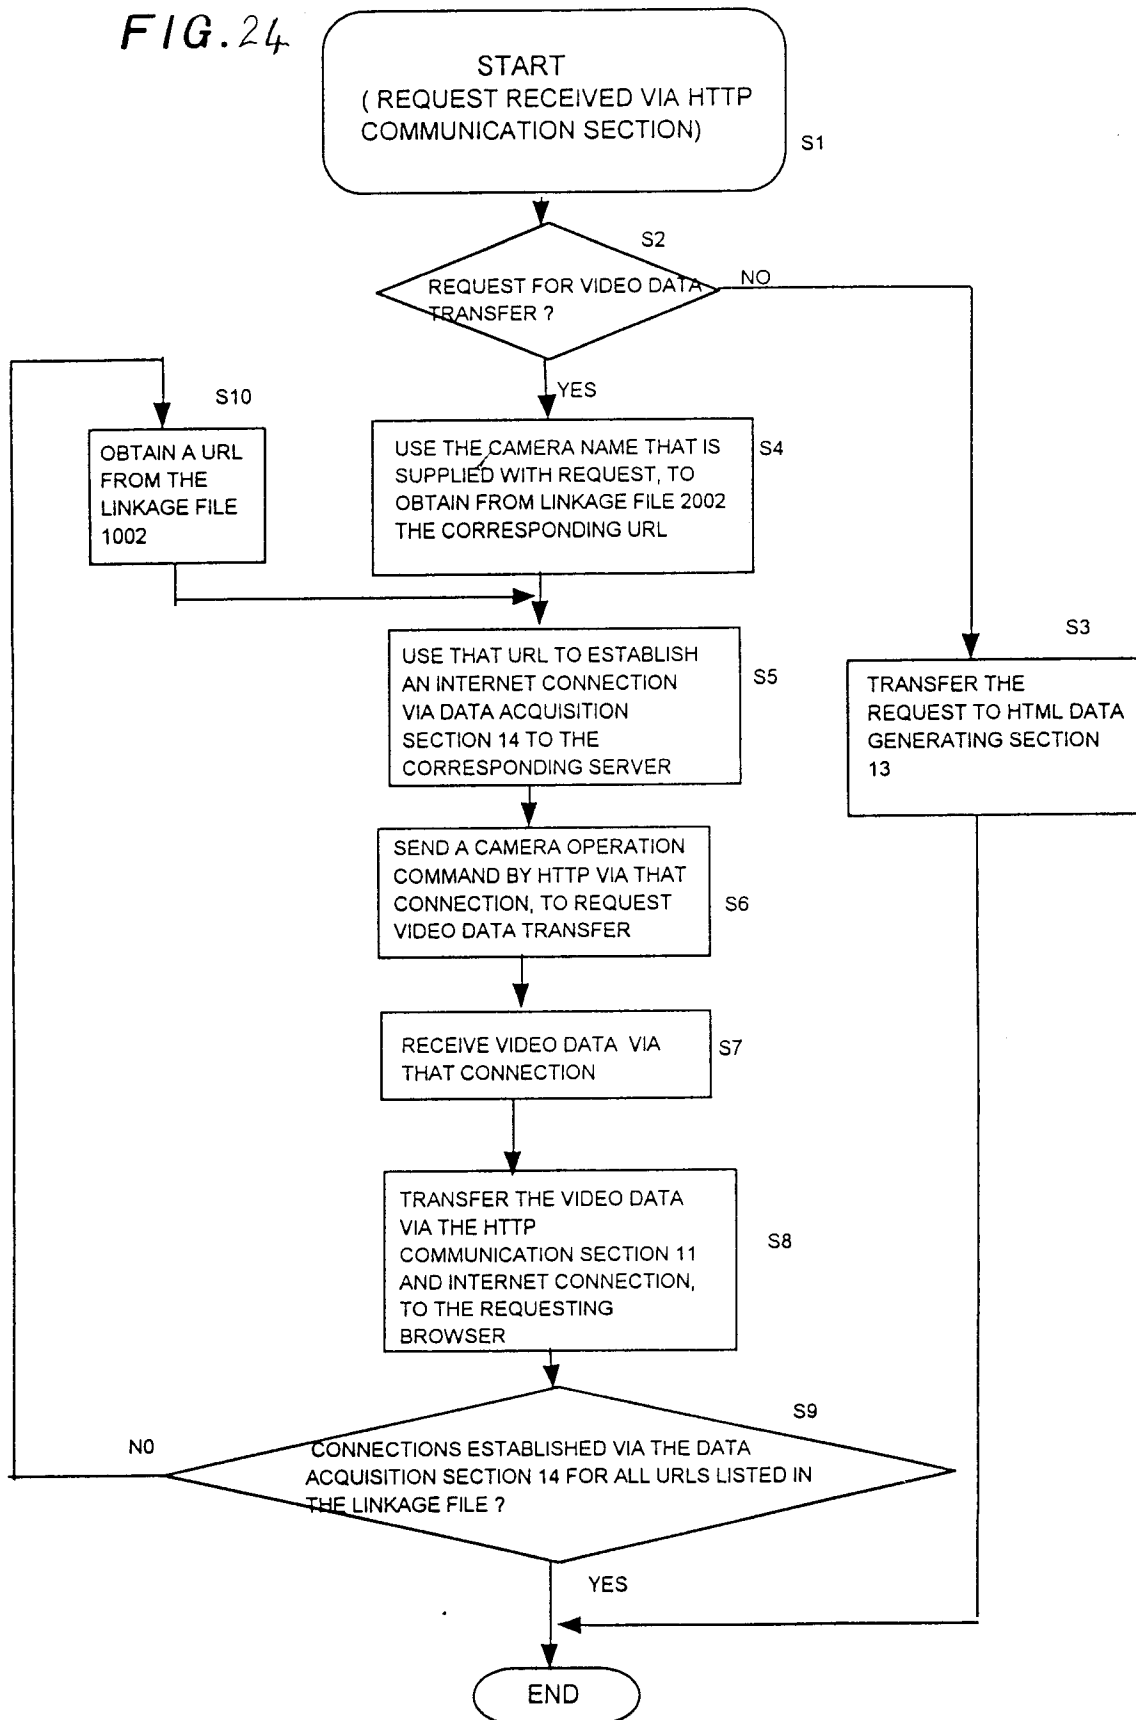 FIG.24
START
( REQUEST RECEIVED VIA HTTP
COMMUNICATION SECTION)
S1
S2
REQUEST FOR VIDEO DATA
TRANSFER ?
NO
YES
S10
OBTAIN A URL
FROM THE
LINKAGE FILE
1002
USE THE CAMERA NAME THAT IS
SUPPLIED WITH REQUEST, TO
OBTAIN FROM LINKAGE FILE 2002
THE CORRESPONDING URL
S4
USE THAT URL TO ESTABLISH
AN INTERNET CONNECTION
VIA DATA ACQUISITION
SECTION 14 TO THE
CORRESPONDING SERVER
S5
S3
TRANSFER THE
REQUEST TO HTML DATA
GENERATING SECTION
13
SEND A CAMERA OPERATION
COMMAND BY HTTP VIA THAT
CONNECTION, TO REQUEST
VIDEO DATA TRANSFER
S6
RECEIVE VIDEO DATA VIA
THAT CONNECTION
S7
TRANSFER THE VIDEO DATA
VIA THE HTTP
COMMUNICATION SECTION 11
AND INTERNET CONNECTION,
TO THE REQUESTING
BROWSER
S8
S9
N0
CONNECTIONS ESTABLISHED VIA THE DATA
ACQUISITION SECTION 14 FOR ALL URLS LISTED IN
THE LINKAGE FILE ?
YES
END